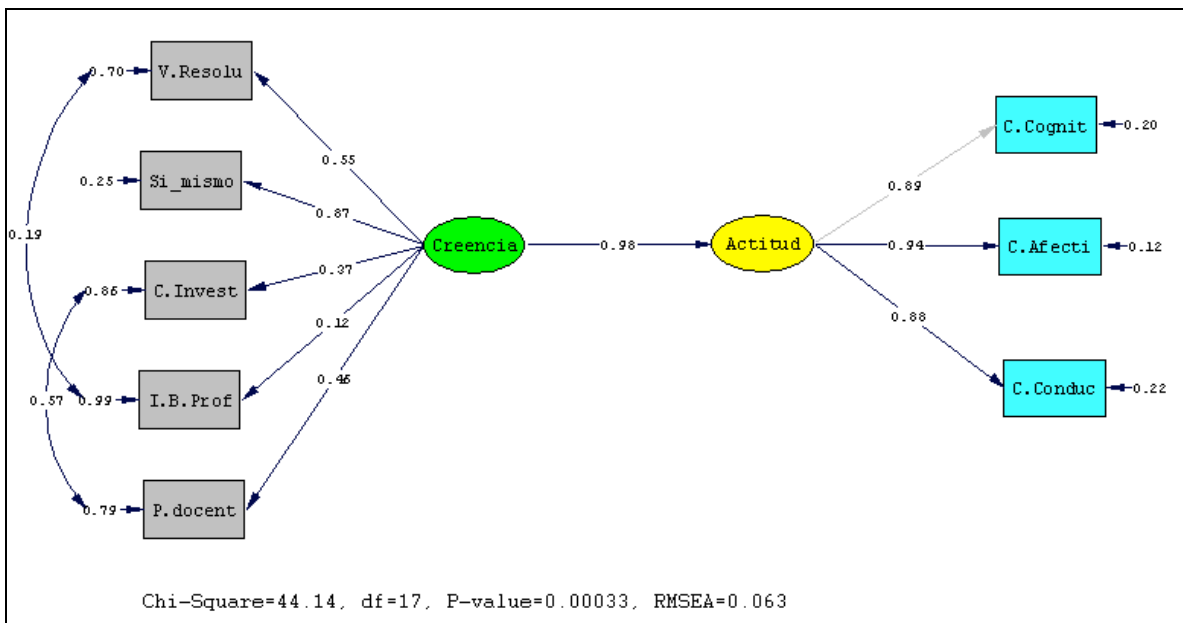 0.70 V.Resolu
C.Cognit 0.20
0.55
0.25 Si_mismo
0.89
0.87
0.19
Creencia 0.98 Actitud 0.94 C.Afecti 0.12
0.37
0.86 C.Invest
0.12
0.88
0.45
0.57 0.99 I.B.Prof
C.Conduc 0.22
0.79 P.docent
Chi-Square=44.14, df=17, P-value=0.00033, RMSEA=0.063